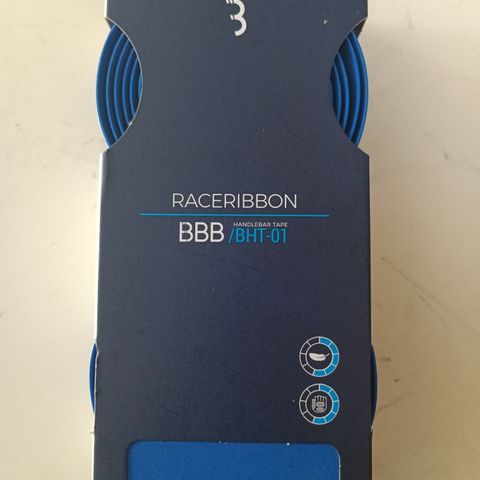 RACERIBBON
HANDLEBAR TAPE
BBB /BHT-01